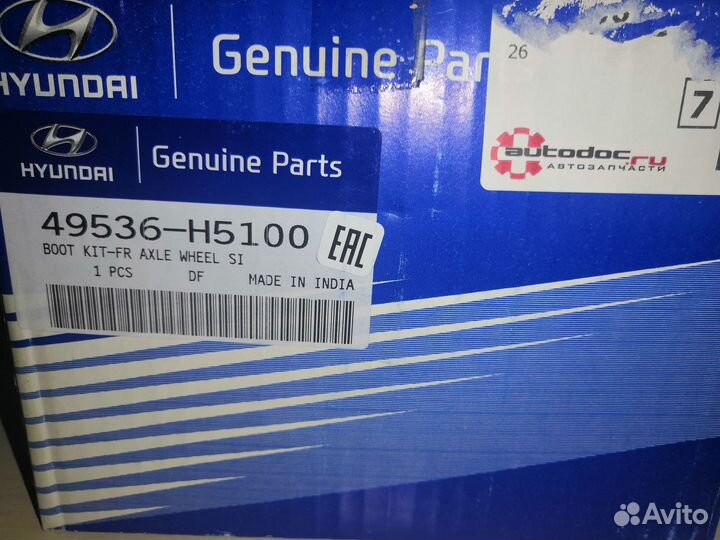 HYUNDAI
Genuine Parts
26
7
autodoc.ru
АВТОЗАПЧАСТИ
HYUNDAI
Genuine Parts
49536-H5100
EAC
BOOT KIT-FR AXLE WHEEL SI
1 PCS DF MADE IN INDIA
Avito